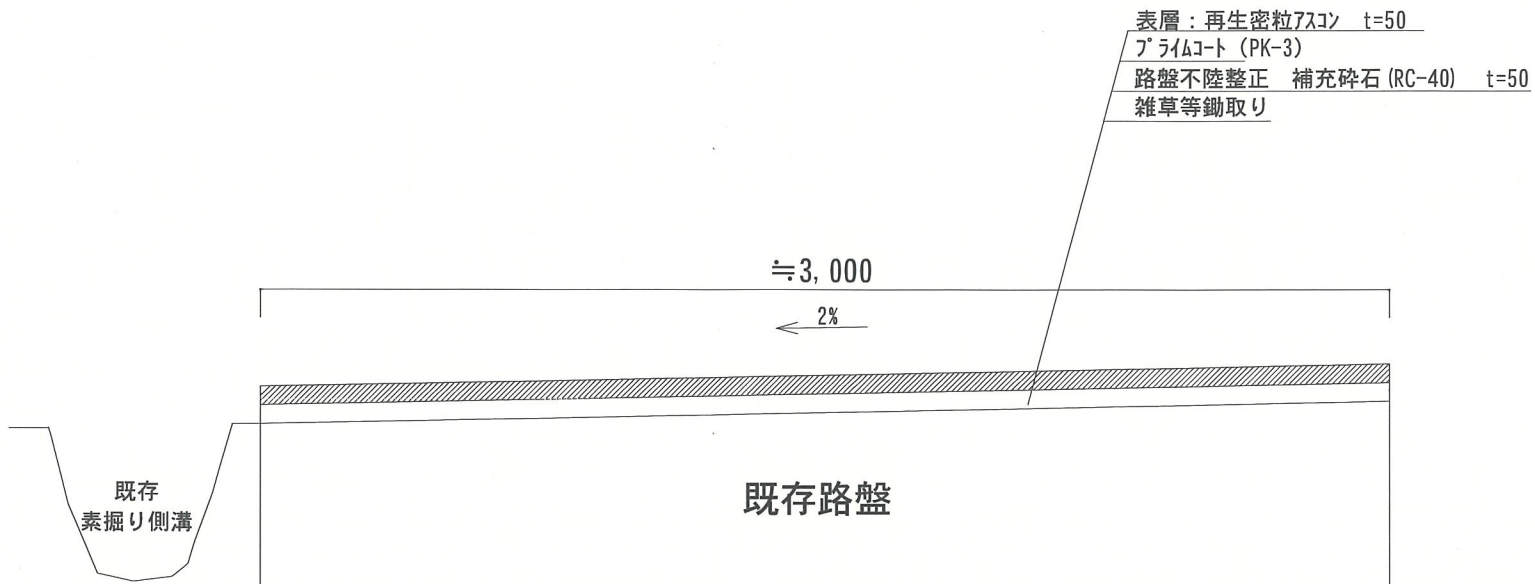 表層：再生密粒アスコン t=50
プライムコート（PK-3）
路盤不陸整正 補充砕石(RC-40) t=50
雑草等鋤取り
≒3,000
2%
既存
素掘り側溝
既存路盤